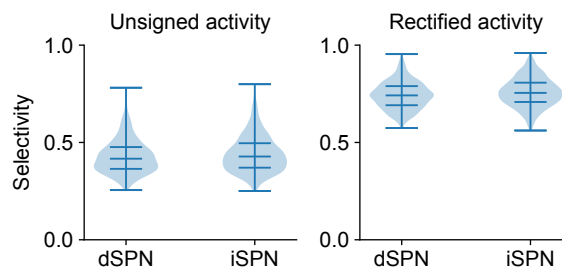 Unsigned activity
Rectified activity
Selectivity
1.0
0.5
0.0
dSPN
iSPN
1.0
0.5
0.0
dSPN
iSPN